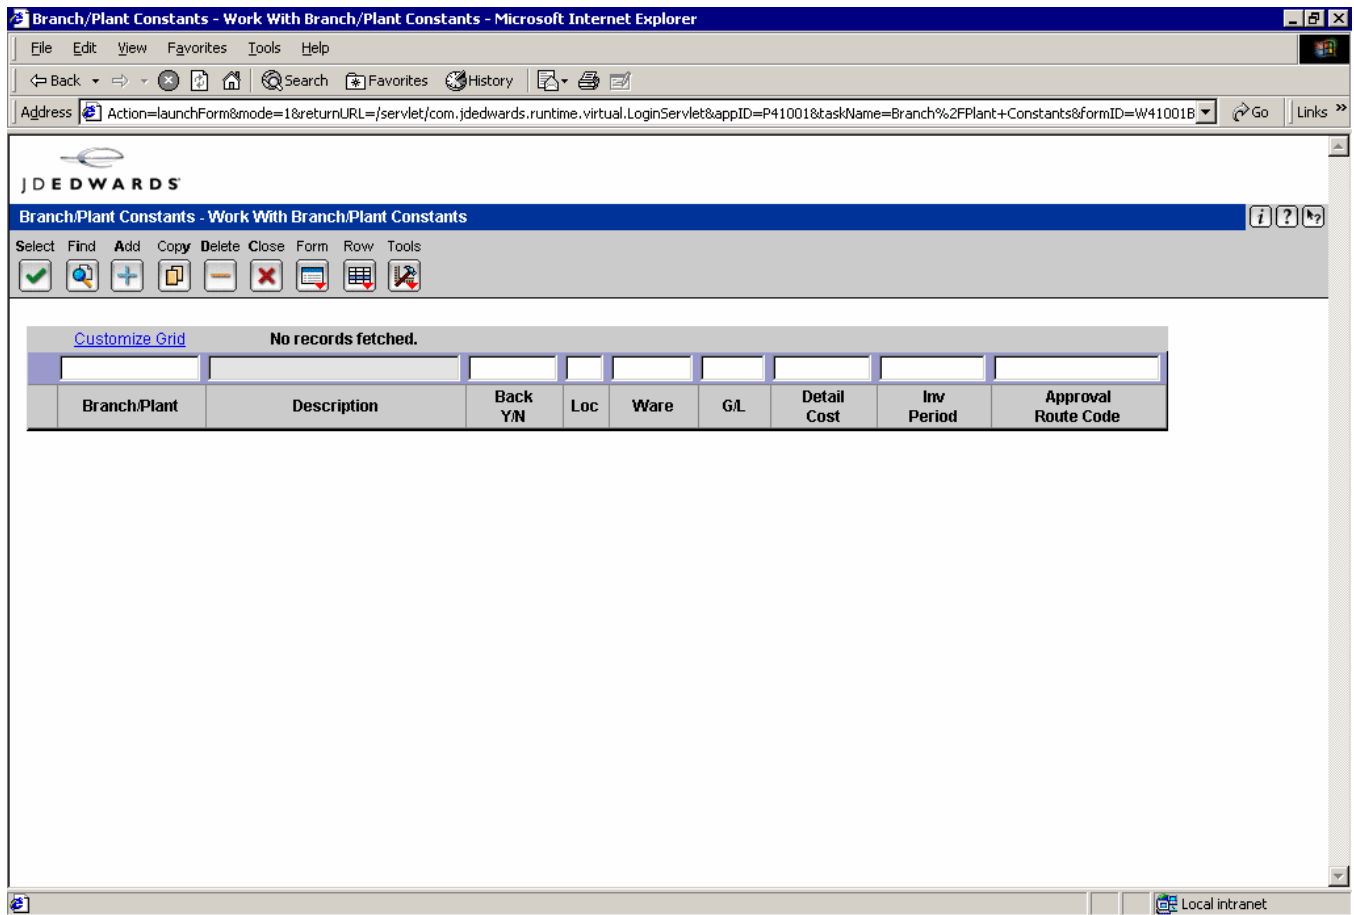 Branch/Plant Constants - Work With Branch/Plant Constants - Microsoft Internet Explorer
File Edit View Favorites Tools Help
Back Search Favorites History
Address Action=launchForm&mode=1&returnURL=/servlet/com.jdedwards.runtime.virtual.LoginServlet&appID=P41001&taskName=Branch%2FPlant+Constants&formID=W41001B Go Links »
JDEDWARDS
Branch/Plant Constants - Work With Branch/Plant Constants i ? ?
Select Find Add Copy Delete Close Form Row Tools
Customize Grid No records fetched.
Branch/Plant Description Back Y/N Loc Ware G/L Detail Cost Inv Period Approval Route Code
Local intranet